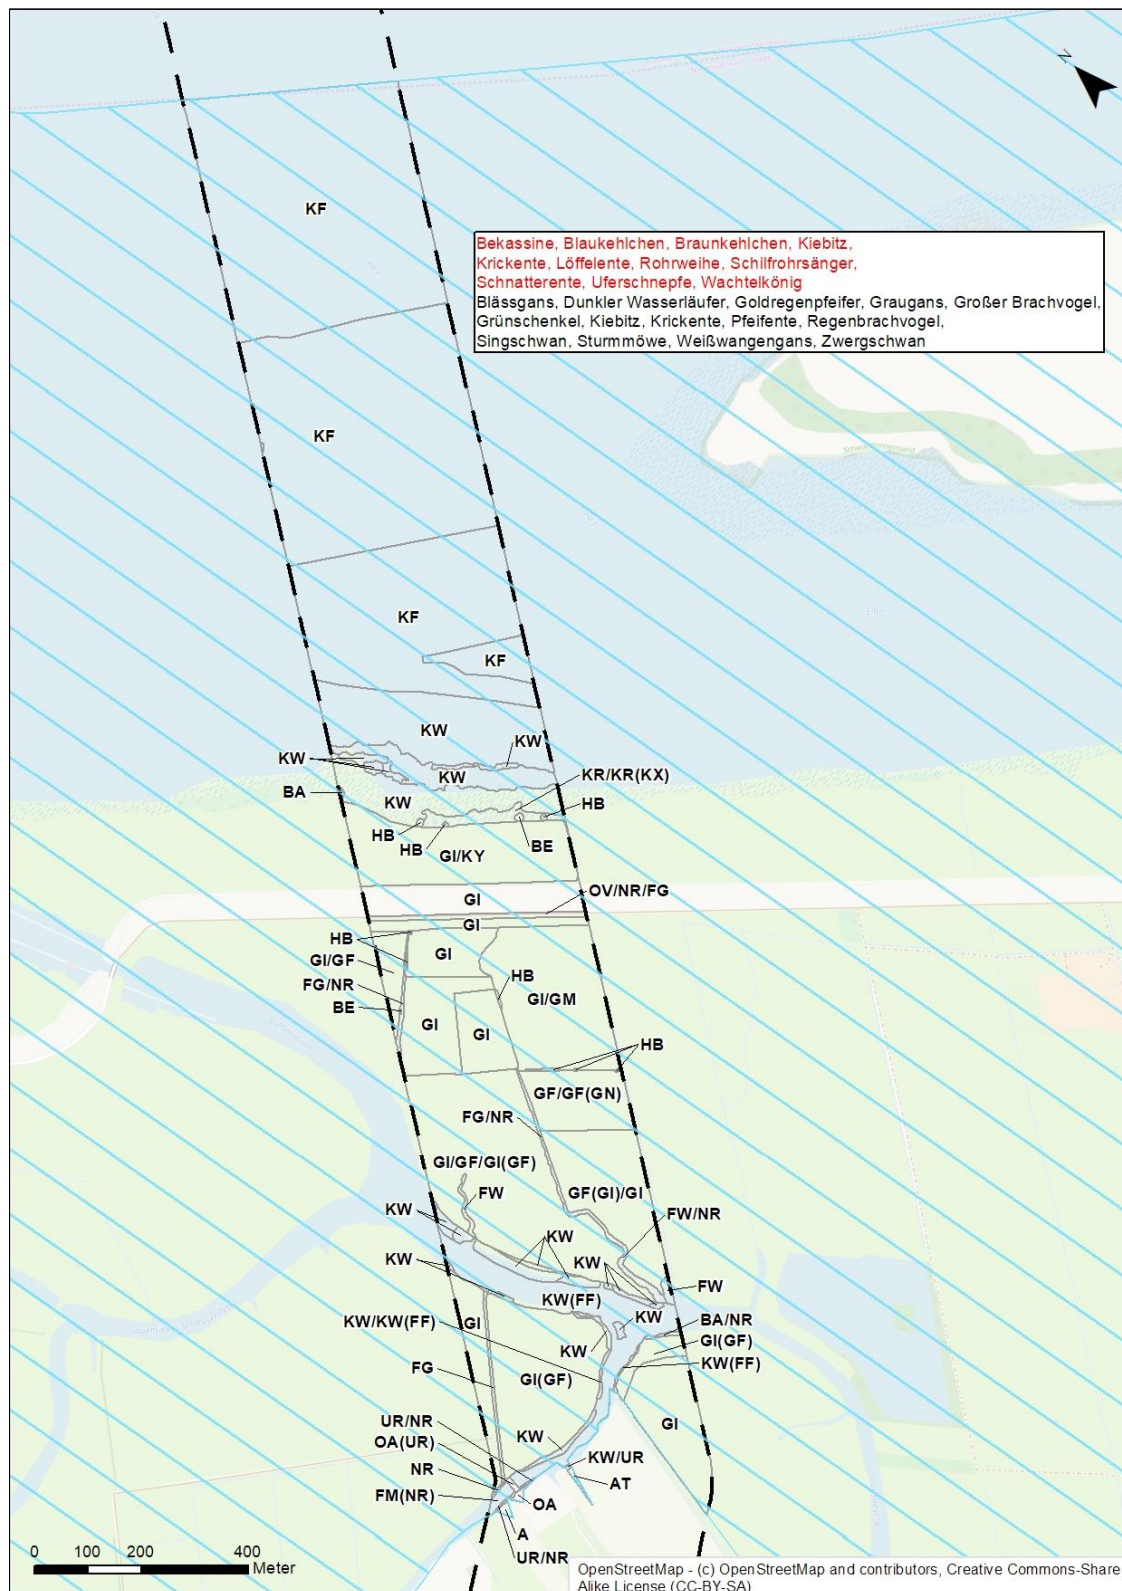 N
KF
Bekassine, Blaukehlchen, Braunkehlchen, Kiebitz,
Krickente, Löffelente, Rohrweihe, Schilfrohrsänger,
Schnatterente, Uferschnepfe, Wachtelkönig
Blässgans, Dunkler Wasserläufer, Goldregenpfeifer, Graugans, Großer Brachvogel,
Grünschenkel, Kiebitz, Krickente, Pfeifente, Regenbrachvogel,
Singschwan, Sturmmöwe, Weißwangengans, Zwergschwan
KF
Schwarztonnensand
Elbe
KF
KF
KW
KW
KW
KW
KR/KR(KX)
BA
KW
HB
HB
HB
BE
GI/KY
OV/NR/FG
GI
GI
HB
GI
GI/GF
HB
FG/NR
GI/GM
BE
GI
GI
HB
GF/GF(GN)
FG/NR
GI/GF/GI(GF)
FW
GF(GI)/GI
KW
FW/NR
KW
KW
KW
FW
KW(FF)
KW/KW(FF)
GI
KW
BA/NR
KW
GI(GF)
KW(FF)
FG
GI(GF)
UR/NR
GI
OA(UR)
KW
KW/UR
NR
AT
FM(NR)
OA
A
UR/NR
0 100 200 400
Meter
OpenStreetMap - (c) OpenStreetMap and contributors, Creative Commons-Share
Alike License (CC-BY-SA)